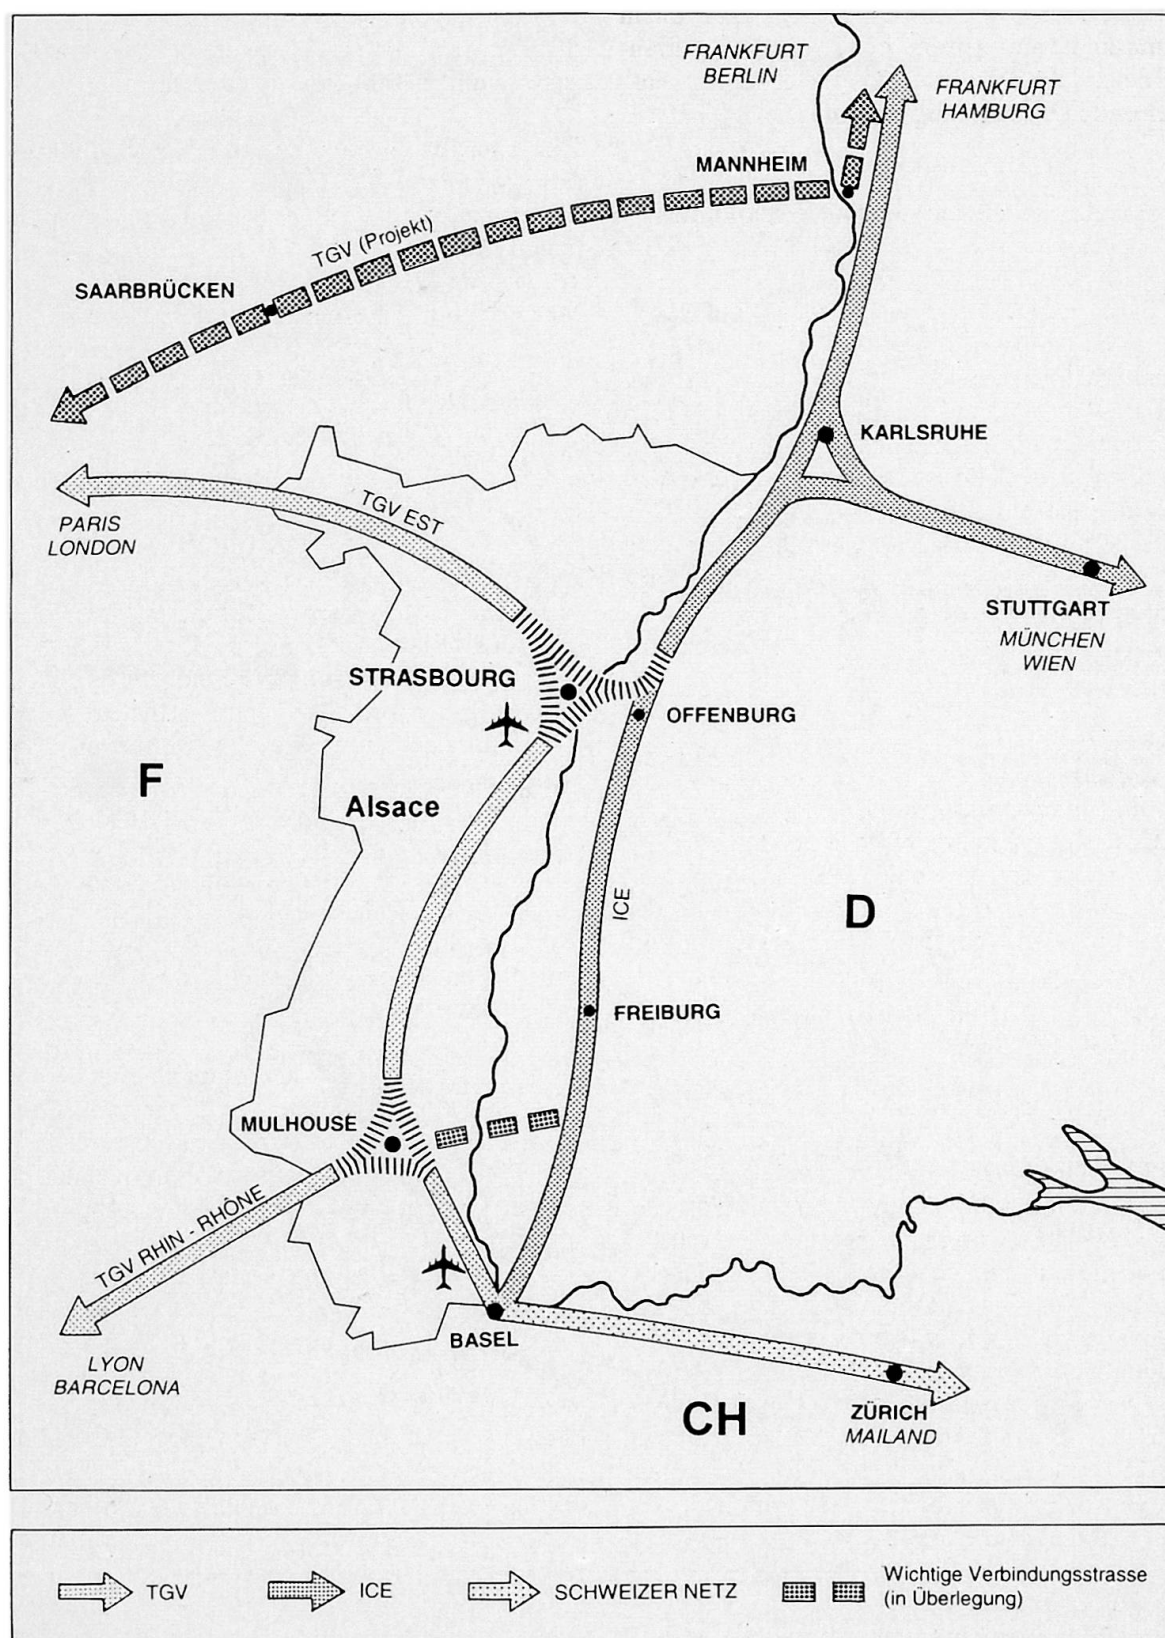 FRANKFURT
BERLIN
FRANKFURT
HAMBURG
MANNHEIM
TGV (Projekt)
SAARBRÜCKEN
KARLSRUHE
TGV EST
PARIS
LONDON
STUTTGART
MÜNCHEN
WIEN
STRASBOURG
OFFENBURG
F
Alsace
ICE
D
FREIBURG
MULHOUSE
TGV RHIN - RHÔNE
BASEL
LYON
BARCELONA
CH
ZÜRICH
MAILAND
TGV
ICE
SCHWEIZER NETZ
Wichtige Verbindungsstrasse
(in Überlegung)